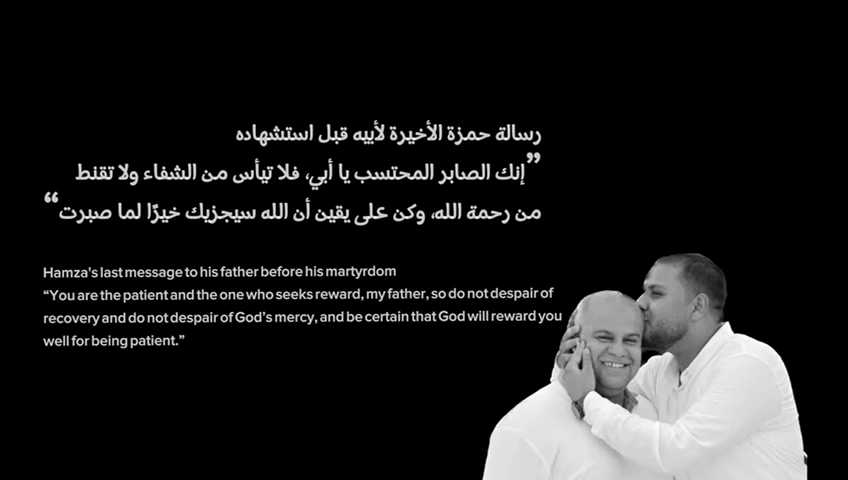 رسالة حمزة الأخيرة لأبيه قبل استشهاده
”إنك الصابر المحتسب يا أبي، فلا تيأس من الشفاء ولا تقنط
من رحمة الله، وكن على يقين أن الله سيجزيك خيرًا لما صبرت“
Hamza's last message to his father before his martyrdom
“You are the patient and the one who seeks reward, my father, so do not despair of
recovery and do not despair of God’s mercy, and be certain that God will reward you
well for being patient.”